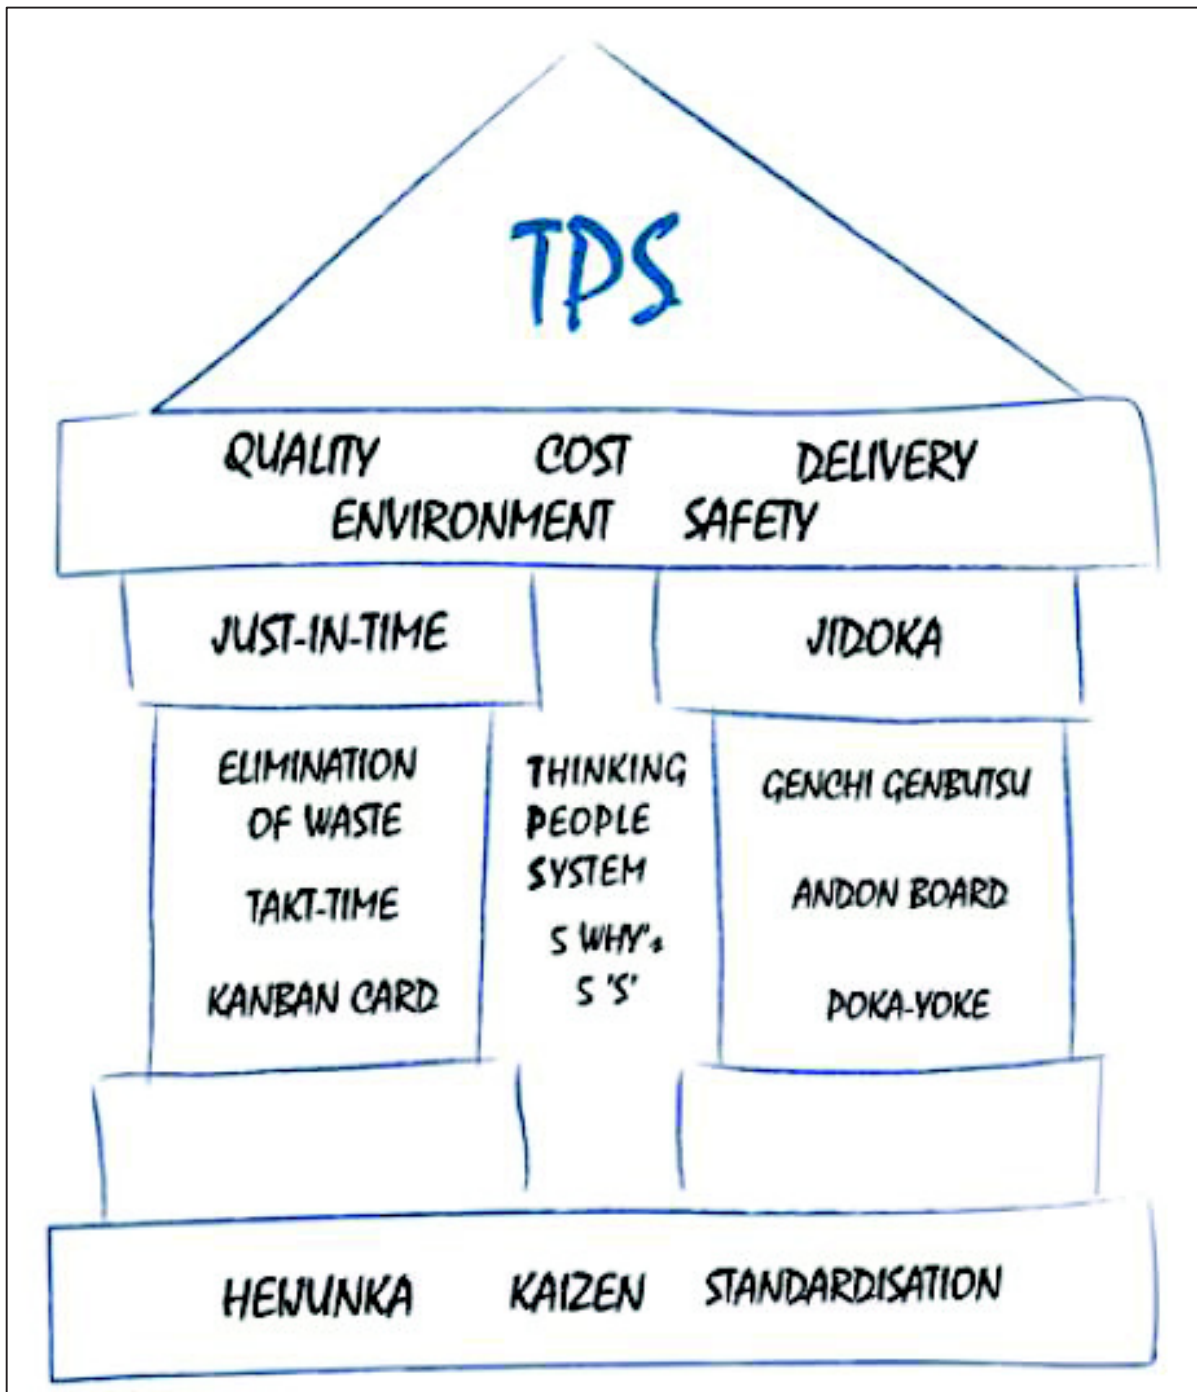 TPS
QUALITY COST DELIVERY
ENVIRONMENT SAFETY
JUST-IN-TIME
JIDOKA
ELIMINATION
OF WASTE
TAKT-TIME
KANBAN CARD
THINKING
PEOPLE
SYSTEM
5 WHY's
5 'S'
GENCHI GENBUTSU
ANDON BOARD
POKA-YOKE
HEIJUNKA KAIZEN STANDARDISATION